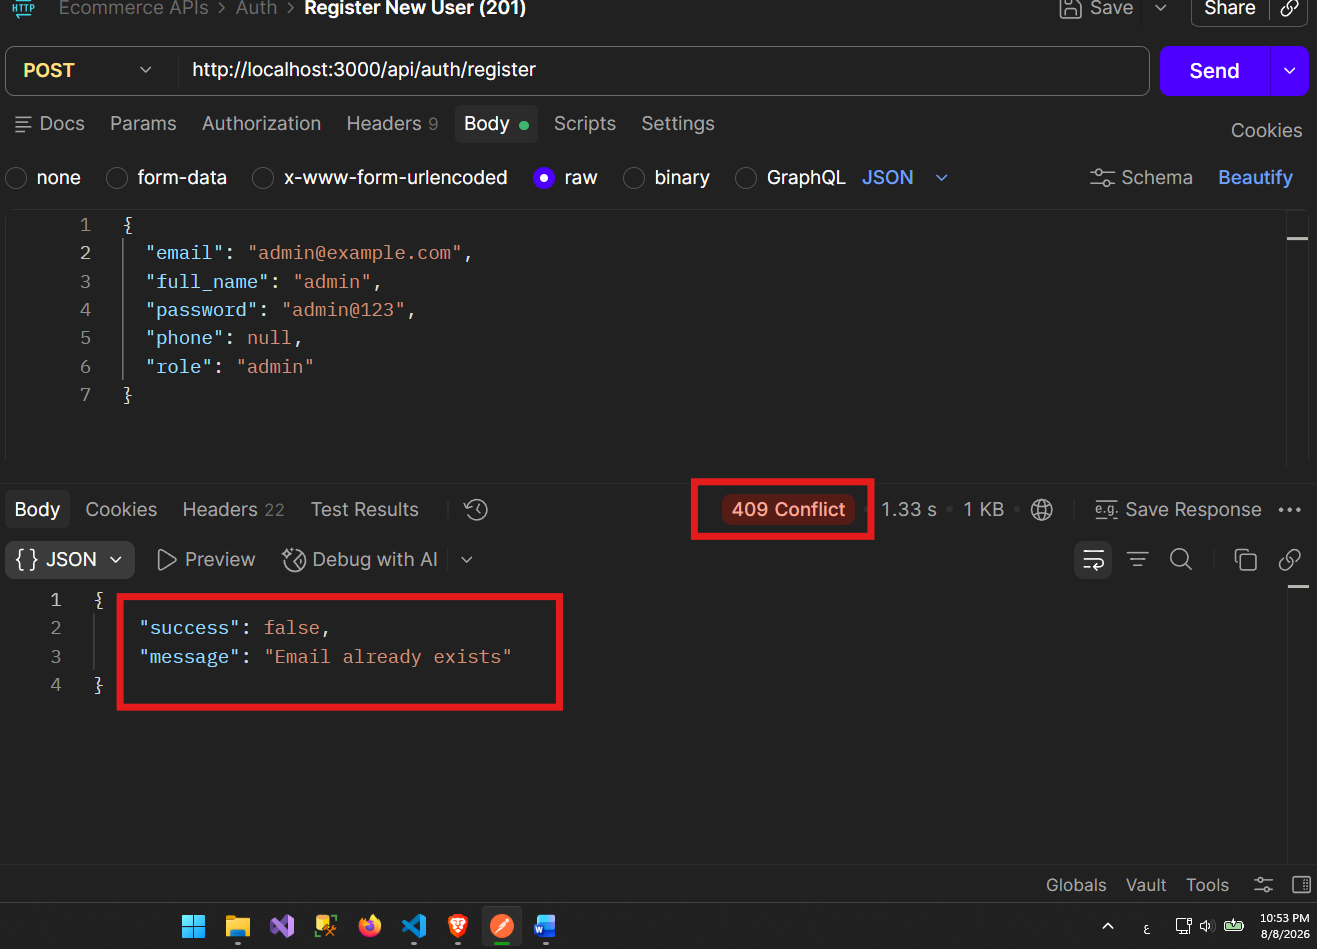 HTTP Ecommerce APIs > Auth > Register New User (201) Save Share
POST http://localhost:3000/api/auth/register Send
Docs Params Authorization Headers 9 Body Scripts Settings Cookies
none form-data x-www-form-urlencoded raw binary GraphQL JSON Schema Beautify
1 {
2 "email": "admin@example.com",
3 "full_name": "admin",
4 "password": "admin@123",
5 "phone": null,
6 "role": "admin"
7 }
Body Cookies Headers 22 Test Results 409 Conflict 1.33 s 1 KB e.g. Save Response
{} JSON Preview Debug with AI
1 {
2 "success": false,
3 "message": "Email already exists"
4 }
Globals Vault Tools
ع 10:53 PM
8/8/2026